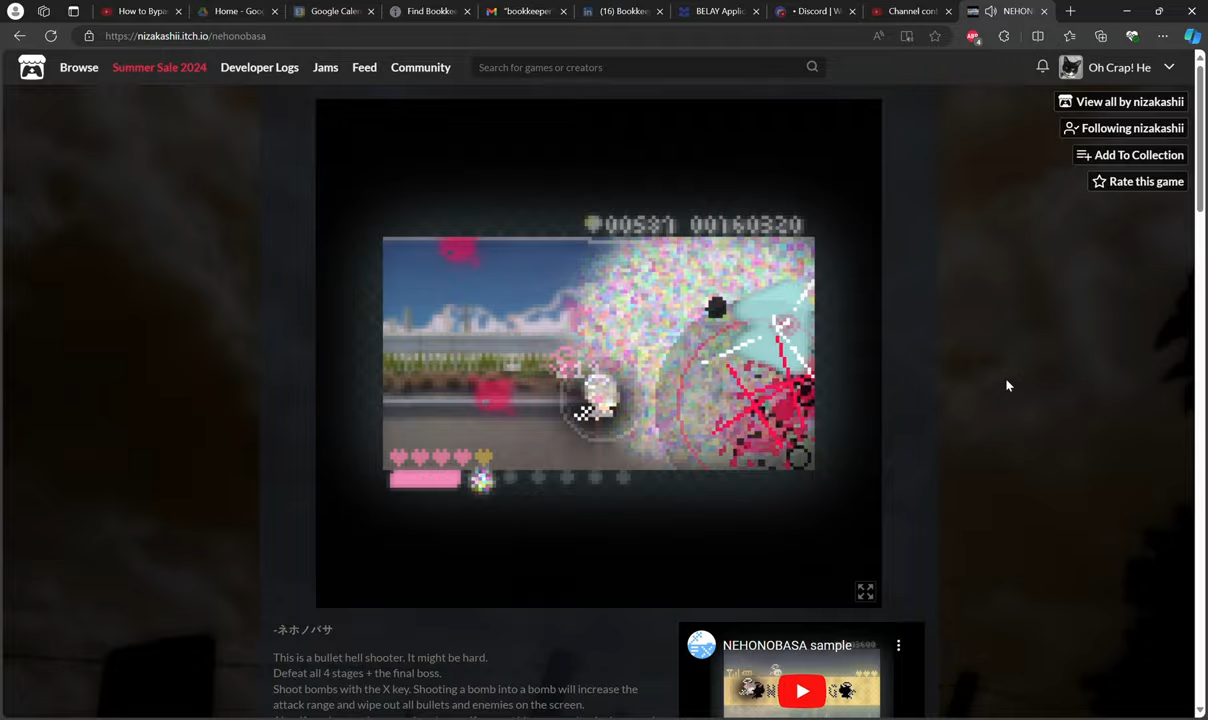 How to Bypas
Home - Goog
Google Calen
Find Bookkee
"bookkeeper"
(16) Bookkee
BELAY Applic
• Discord | W
Channel cont
NEHON
https://nizakashii.itch.io/nehonobasa
4
Browse
Summer Sale 2024
Developer Logs
Jams
Feed
Community
Search for games or creators
Oh Crap! He
View all by nizakashii
Following nizakashii
Add To Collection
Rate this game
-ネホノバサ
This is a bullet hell shooter. It might be hard.
Defeat all 4 stages + the final boss.
Shoot bombs with the X key. Shooting a bomb into a bomb will increase the
attack range and wipe out all bullets and enemies on the screen.
NEHONOBASA sample